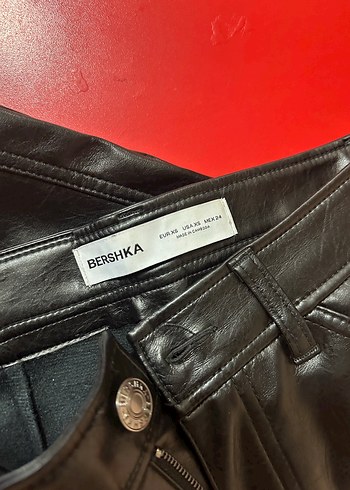 BERSHKA
EUR.XS USA.XS MEX 24
MADE IN CAMBODIA